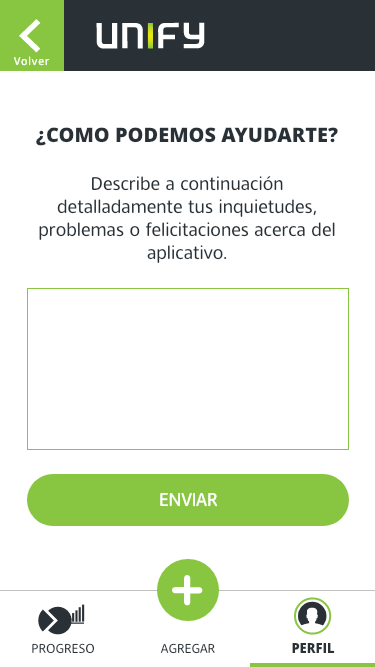 UNIFY
Volver
¿COMO PODEMOS AYUDARTE?
Describe a continuación
detalladamente tus inquietudes,
problemas o felicitaciones acerca del
aplicativo.
ENVIAR
PROGRESO
AGREGAR
PERFIL